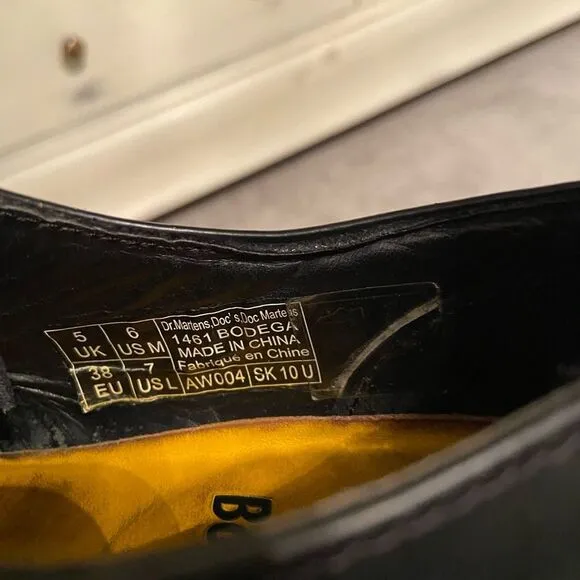 5 UK
6 US M
38 EU
7 US L
Dr.Martens,Doc's,Doc Martens
1461 BODEGA
MADE IN CHINA
Fabriqué en Chine
AW004
SK 10 U